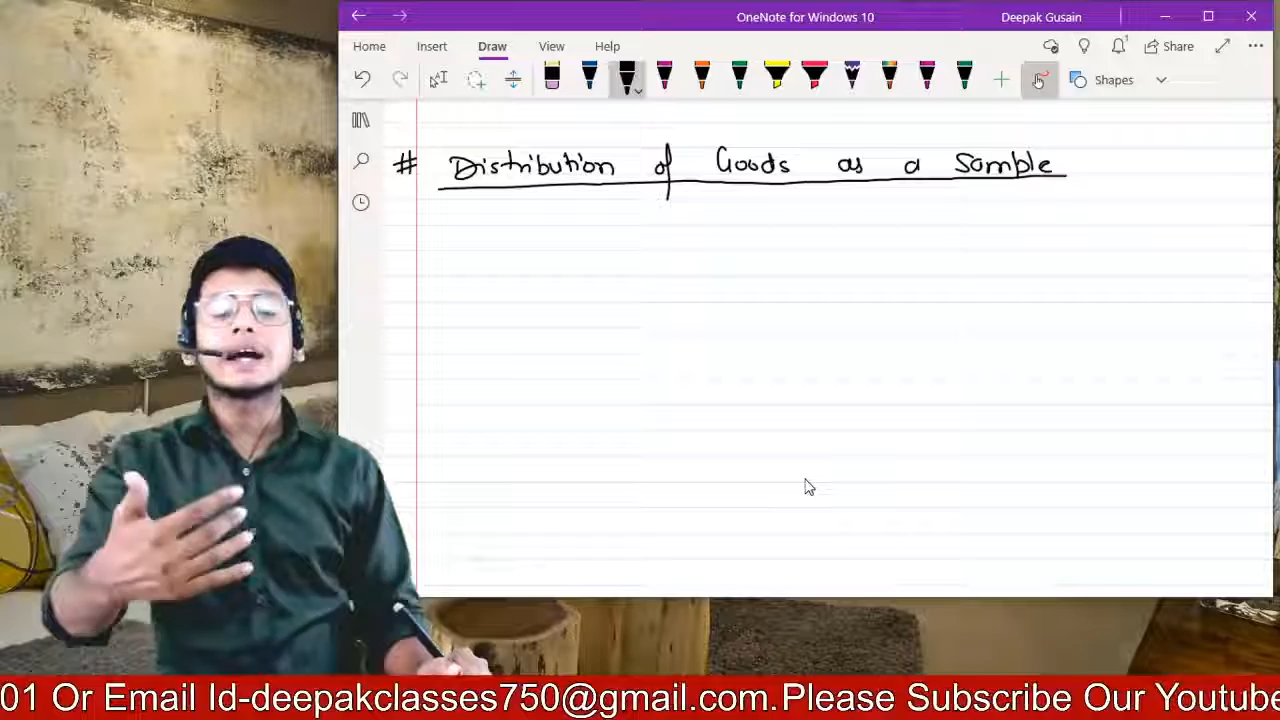 OneNote for Windows 10 Deepak Gusain
Home Insert Draw View Help 1 Share
Shapes
# Distribution of Goods as a Sample
01 Or Email Id-deepakclasses750@gmail.com.Please Subscribe Our Youtube